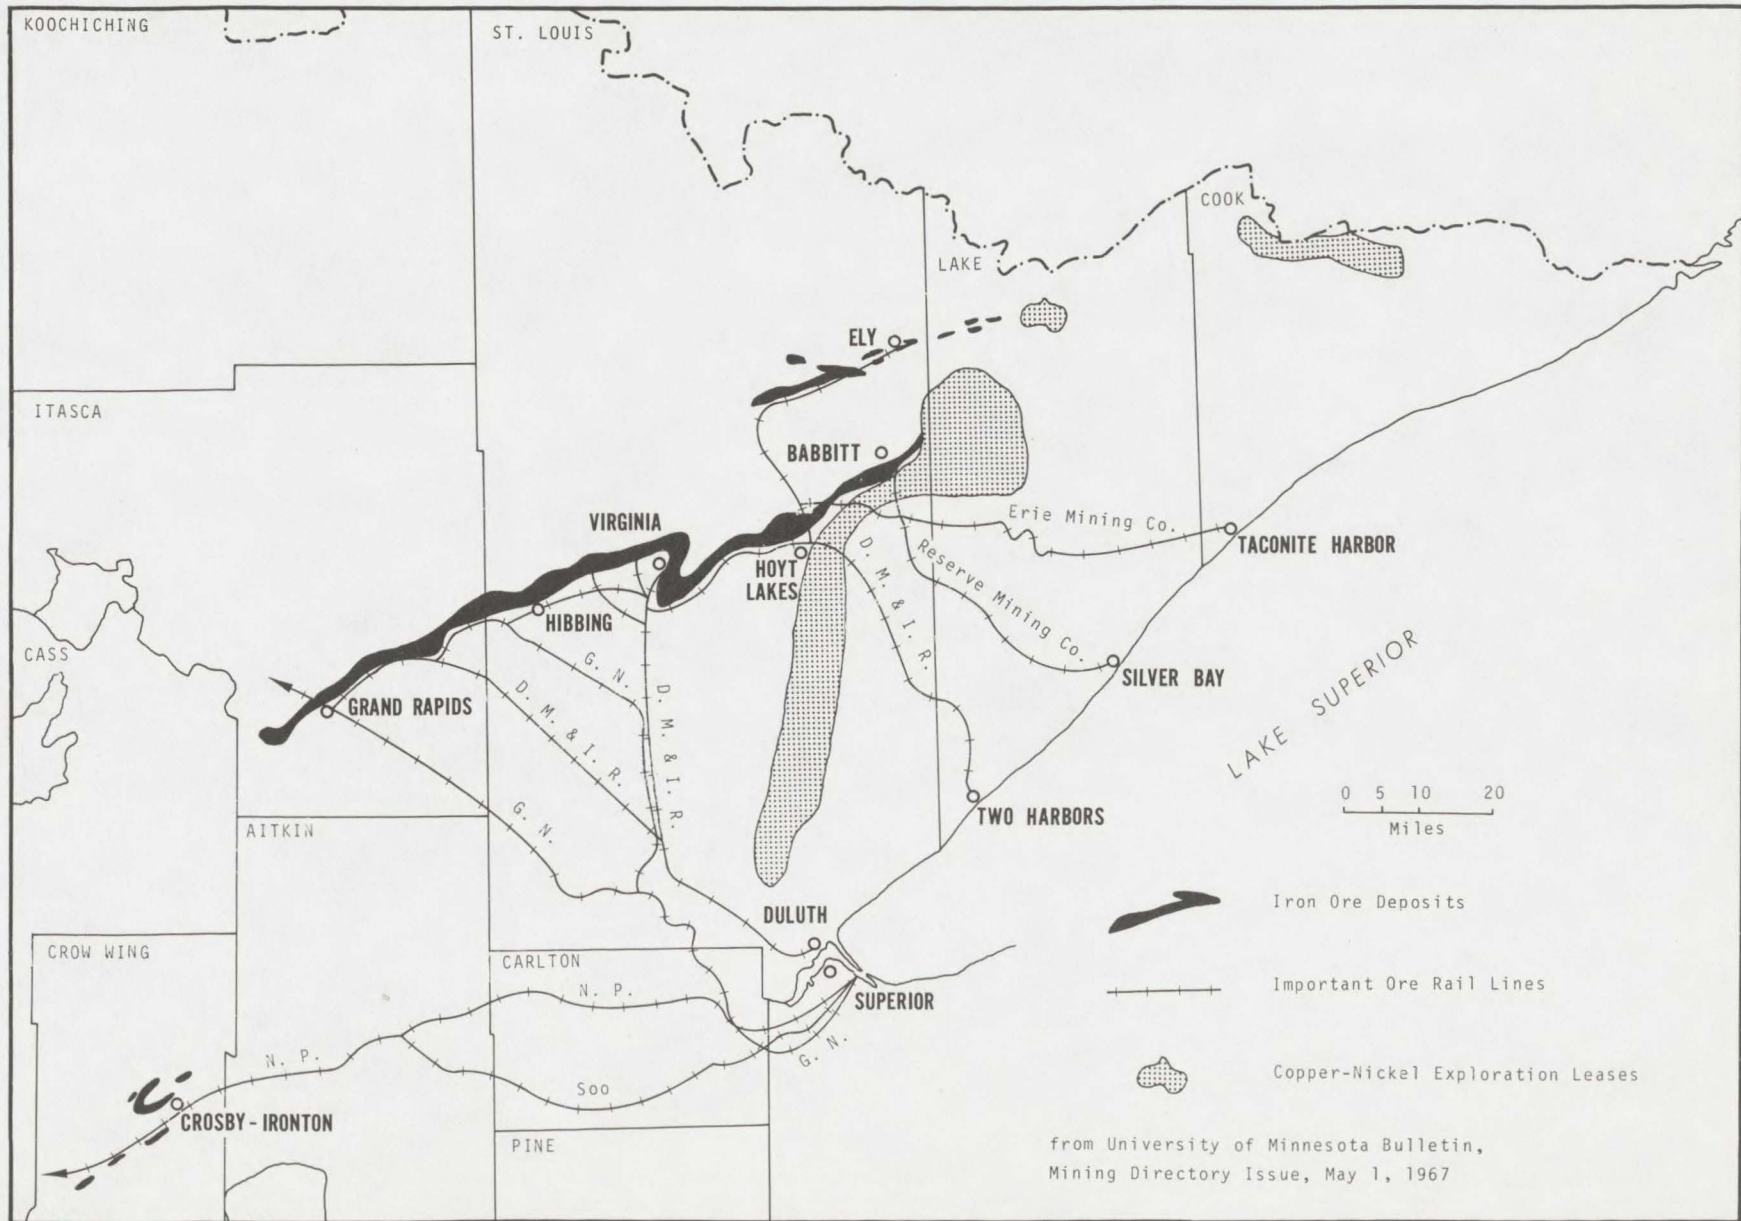 KOOCHICHING
ST. LOUIS
COOK
LAKE
ELY
ITASCA
BABBITT
VIRGINIA
Erie Mining Co.
TACONITE HARBOR
HOYT
LAKES
D. M. & I. R.
Reserve Mining Co.
HIBBING
CASS
G. N.
SILVER BAY
GRAND RAPIDS
D. M. & I. R.
D. M. & I. R.
LAKE SUPERIOR
G. N.
TWO HARBORS
0 5 10 20
Miles
AITKIN
Iron Ore Deposits
DULUTH
CROW WING
CARLTON
N. P.
SUPERIOR
Important Ore Rail Lines
G. N.
N. P.
Soo
Copper-Nickel Exploration Leases
CROSBY - IRONTON
PINE
from University of Minnesota Bulletin,
Mining Directory Issue, May 1, 1967